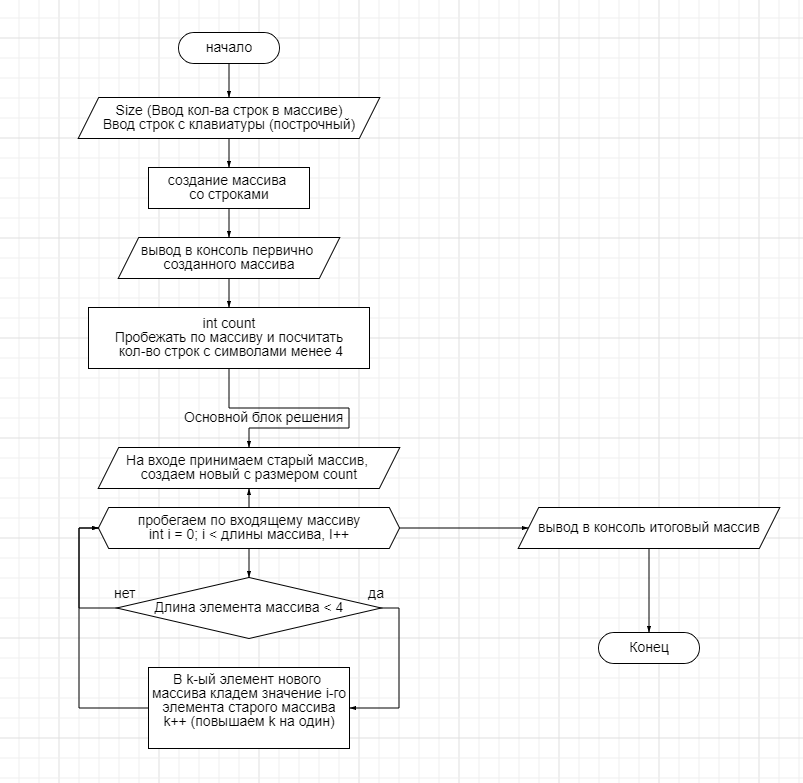 начало
Size (Ввод кол-ва строк в массиве)
Ввод строк с клавиатуры (построчный)
создание массива
со строками
вывод в консоль первично
созданного массива
int count
Пробежать по массиву и посчитать
кол-во строк с символами менее 4
Основной блок решения
На входе принимаем старый массив,
создаем новый с размером count
пробегаем по входящему массиву
int i = 0; i < длины массива, I++
вывод в консоль итоговый массив
нет
да
Длина элемента массива < 4
Конец
В k-ый элемент нового
массива кладем значение i-го
элемента старого массива
k++ (повышаем k на один)